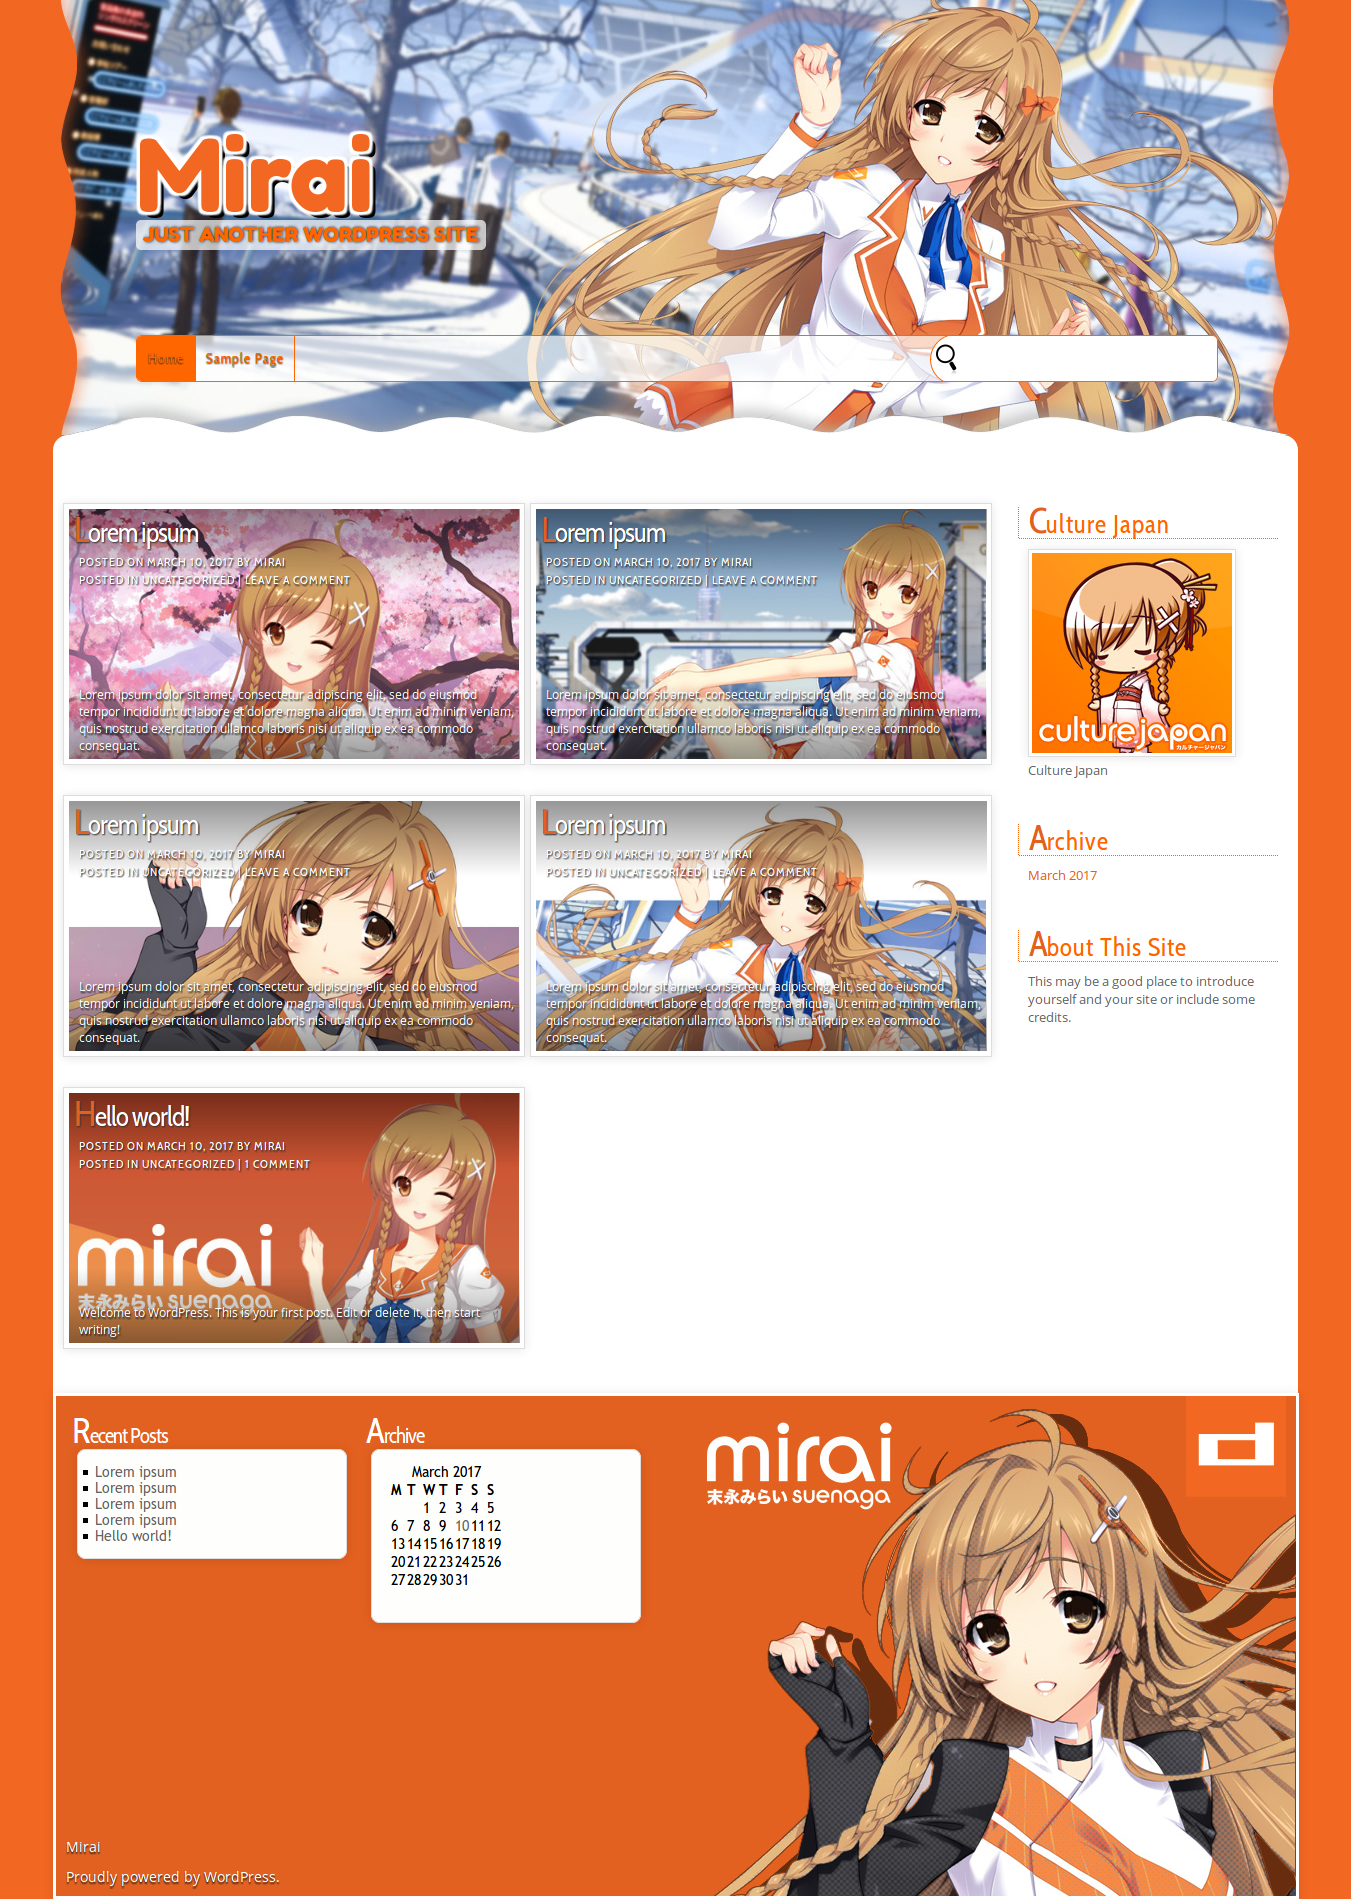 Mirai
JUST ANOTHER WORDPRESS SITE
Home
Sample Page
Lorem ipsum
POSTED ON MARCH 10, 2017 BY MIRAI
POSTED IN UNCATEGORIZED | LEAVE A COMMENT
Lorem ipsum dolor sit amet, consectetur adipiscing elit, sed do eiusmod
tempor incididunt ut labore et dolore magna aliqua. Ut enim ad minim veniam,
quis nostrud exercitation ullamco laboris nisi ut aliquip ex ea commodo
consequat.
Lorem ipsum
POSTED ON MARCH 10, 2017 BY MIRAI
POSTED IN UNCATEGORIZED | LEAVE A COMMENT
Lorem ipsum dolor sit amet, consectetur adipiscing elit, sed do eiusmod
tempor incididunt ut labore et dolore magna aliqua. Ut enim ad minim veniam,
quis nostrud exercitation ullamco laboris nisi ut aliquip ex ea commodo
consequat.
Lorem ipsum
POSTED ON MARCH 10, 2017 BY MIRAI
POSTED IN UNCATEGORIZED | LEAVE A COMMENT
Lorem ipsum dolor sit amet, consectetur adipiscing elit, sed do eiusmod
tempor incididunt ut labore et dolore magna aliqua. Ut enim ad minim veniam,
quis nostrud exercitation ullamco laboris nisi ut aliquip ex ea commodo
consequat.
Lorem ipsum
POSTED ON MARCH 10, 2017 BY MIRAI
POSTED IN UNCATEGORIZED | LEAVE A COMMENT
Lorem ipsum dolor sit amet, consectetur adipiscing elit, sed do eiusmod
tempor incididunt ut labore et dolore magna aliqua. Ut enim ad minim veniam,
quis nostrud exercitation ullamco laboris nisi ut aliquip ex ea commodo
consequat.
Hello world!
POSTED ON MARCH 10, 2017 BY MIRAI
POSTED IN UNCATEGORIZED | 1 COMMENT
mirai
末永みらい suenaga
Welcome to WordPress. This is your first post. Edit or delete it, then start
writing!
Culture Japan
culture japan
カルチャージャパン
Culture Japan
Archive
March 2017
About This Site
This may be a good place to introduce
yourself and your site or include some
credits.
Recent Posts
Lorem ipsum
Lorem ipsum
Lorem ipsum
Lorem ipsum
Hello world!
Archive
March 2017
M T W T F S S
1 2 3 4 5
6 7 8 9 10 11 12
13 14 15 16 17 18 19
20 21 22 23 24 25 26
27 28 29 30 31
mirai
末永みらい suenaga
d
Mirai
Proudly powered by WordPress.